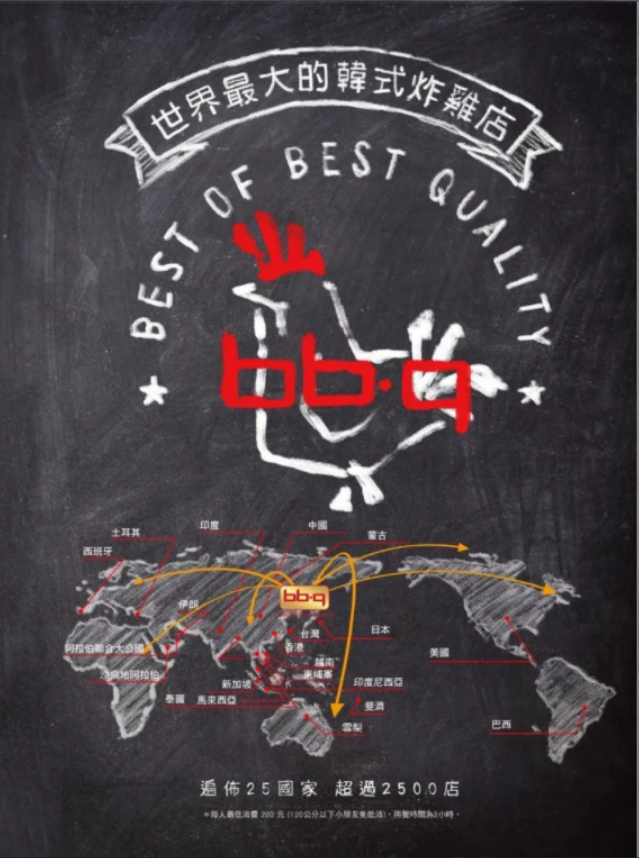 世界最大的韓式炸雞店
BEST OF BEST QUALITY
bb.q
土耳其
印度
中國
蒙古
西班牙
bb.q
伊朗
台灣
日本
香港
阿拉伯聯合大公國
美國
越南
沙烏地阿拉伯
柬埔寨
新加坡
印度尼西亞
泰國
馬來西亞
斐濟
雪梨
巴西
遍佈25國家 超過2500店
*每人最低消費 200 元 (120公分以下小朋友免低消),用餐時間為2小時。